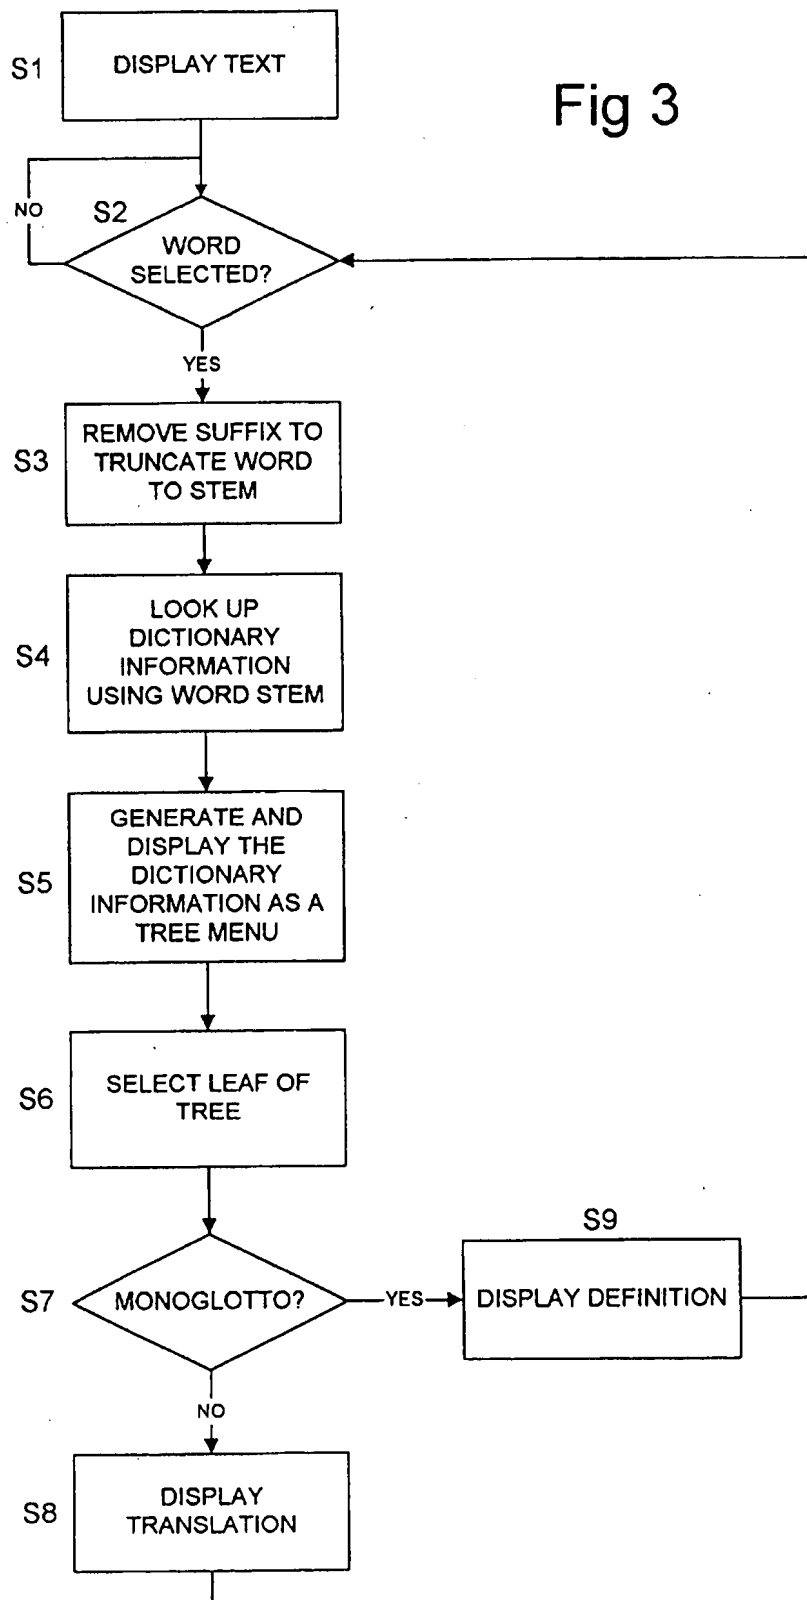 S1
DISPLAY TEXT
Fig 3
NO
S2
WORD
SELECTED?
YES
S3
REMOVE SUFFIX TO
TRUNCATE WORD
TO STEM
S4
LOOK UP
DICTIONARY
INFORMATION
USING WORD STEM
S5
GENERATE AND
DISPLAY THE
DICTIONARY
INFORMATION AS A
TREE MENU
S6
SELECT LEAF OF
TREE
S7
MONOGLOTTO?
YES
S9
DISPLAY DEFINITION
NO
S8
DISPLAY
TRANSLATION